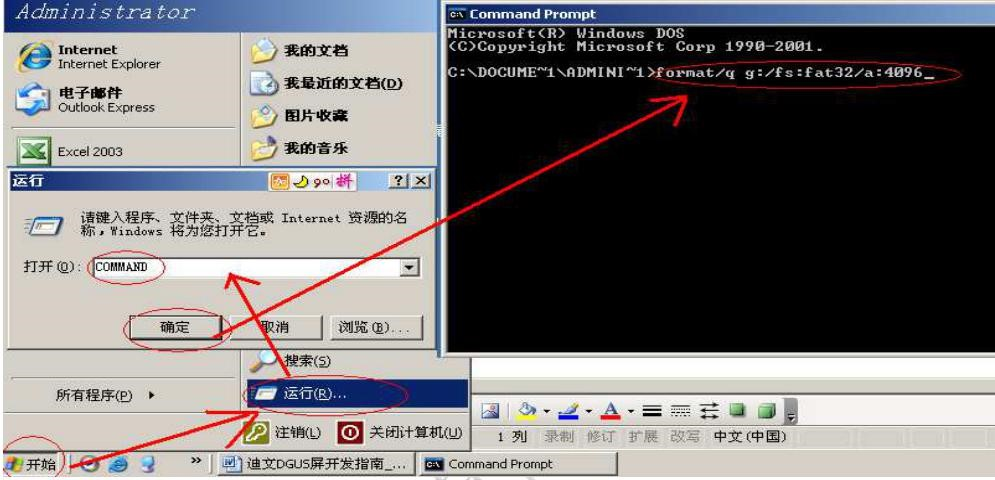 Administrator
Internet
Internet Explorer
电子邮件
Outlook Express
Excel 2003
我的文档
我最近的文档(D)
图片收藏
我的音乐
运行
拼
请键入程序、文件夹、文档或 Internet 资源的名
称,Windows 将为您打开它。
打开(O):
COMMAND
确定
取消
浏览(B)...
搜索(S)
所有程序(P)
运行(R)...
注销(L)
关闭计算机(U)
开始
迪文DGUS屏开发指南_...
Command Prompt
Command Prompt
Microsoft(R) Windows DOS
(C)Copyright Microsoft Corp 1990-2001.
C:\DOCUME~1\ADMINI~1>format/q g:/fs:fat32/a:4096_
1 列 录制 修订 扩展 改写 中文(中国)